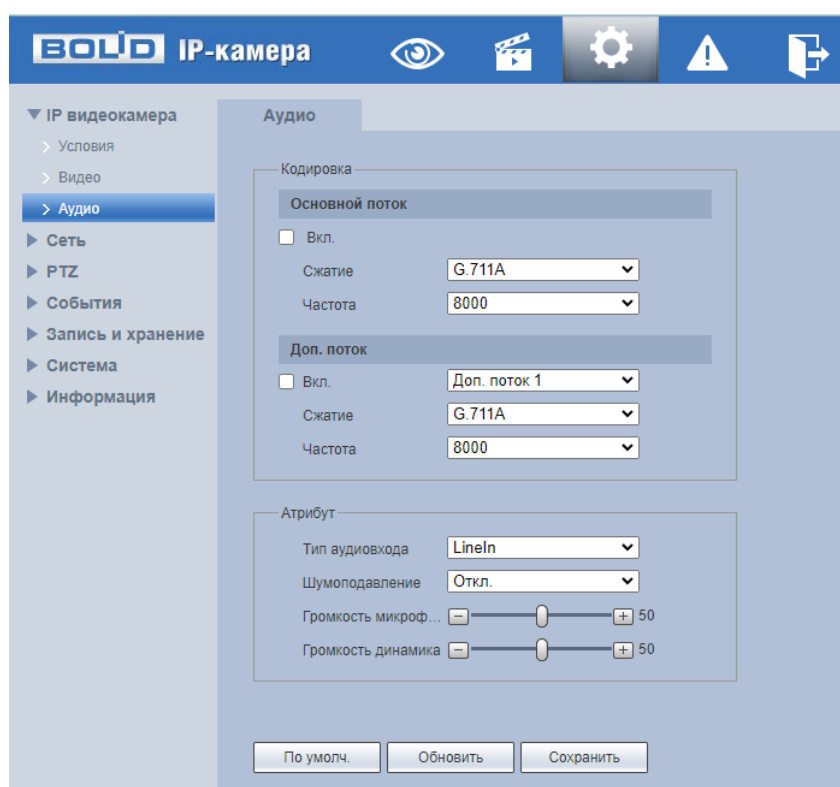 BOLID IP-камера
IP видеокамера
Условия
Видео
Аудио
Сеть
PTZ
События
Запись и хранение
Система
Информация
Аудио
Кодировка
Основной поток
Вкл.
Сжатие G.711A
Частота 8000
Доп. поток
Вкл. Доп. поток 1
Сжатие G.711A
Частота 8000
Атрибут
Тип аудиовхода LineIn
Шумоподавление Откл.
Громкость микроф... 50
Громкость динамика 50
По умолч. Обновить Сохранить